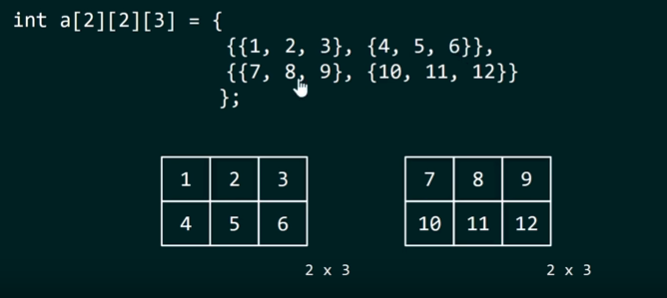 int a[2][2][3] = {
{{1, 2, 3}, {4, 5, 6}},
{{7, 8, 9}, {10, 11, 12}}
};
1 2 3
4 5 6
2 x 3
7 8 9
10 11 12
2 x 3